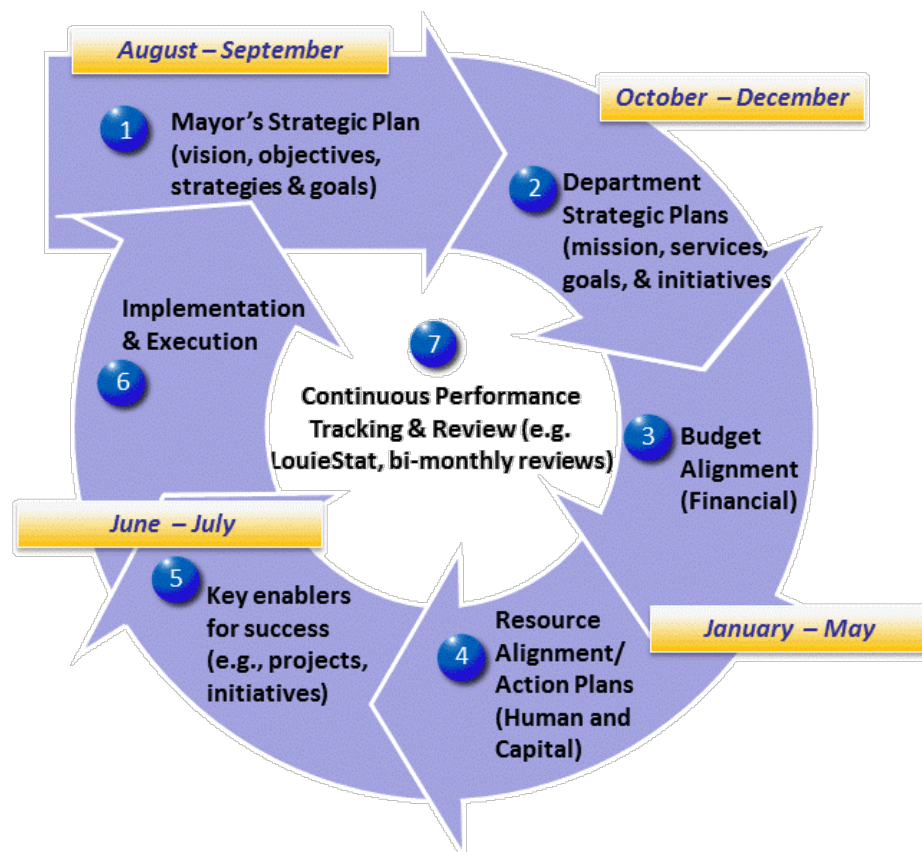 August – September
1
Mayor's Strategic Plan
(vision, objectives,
strategies & goals)
October – December
2
Department
Strategic Plans
(mission, services,
goals, & initiatives
3
Budget
Alignment
(Financial)
January – May
4
Resource
Alignment/
Action Plans
(Human and
Capital)
5
Key enablers
for success
(e.g., projects,
initiatives)
June – July
6
Implementation
& Execution
7
Continuous Performance
Tracking & Review (e.g.
LouieStat, bi-monthly reviews)